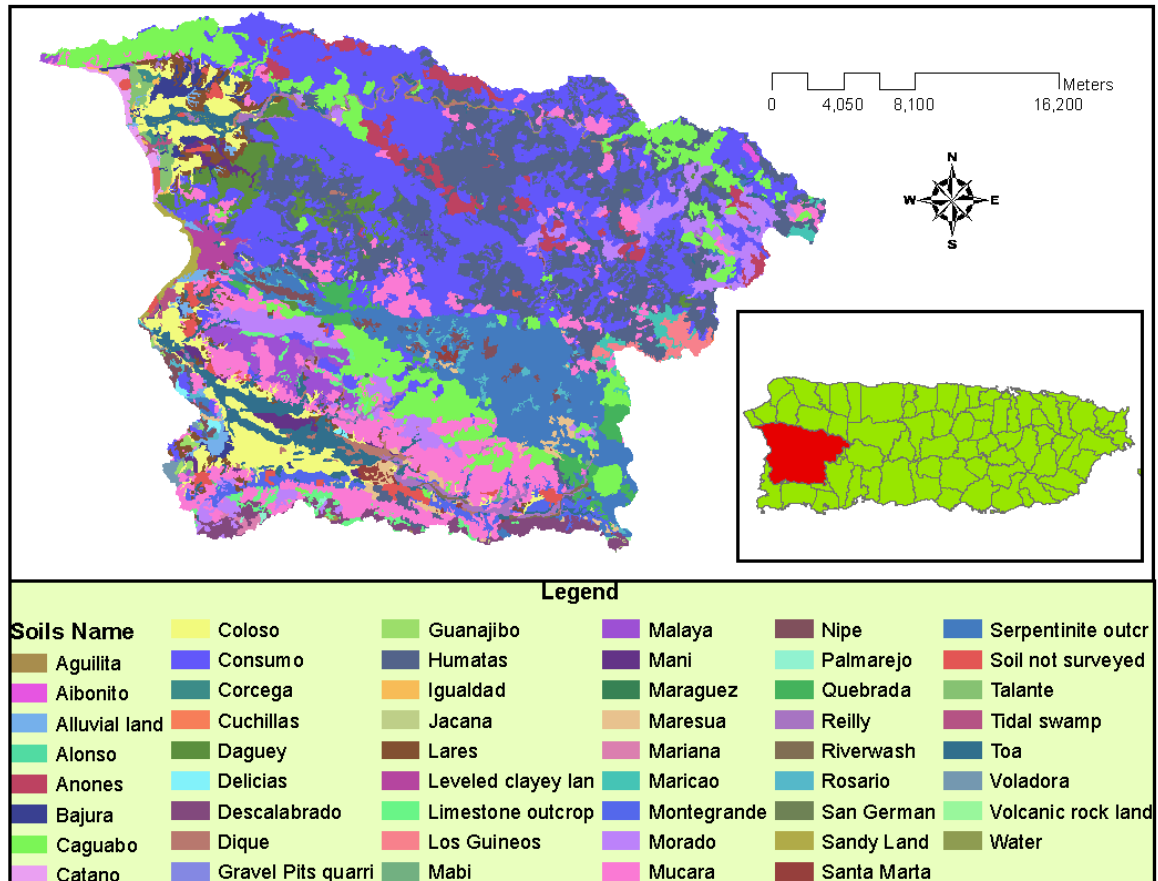 Meters
0 4,050 8,100 16,200
N
W E
S
Legend
Soils Name
Aguilita
Aibonito
Alluvial land
Alonso
Anones
Bajura
Caguabo
Catano
Coloso
Consumo
Corcega
Cuchillas
Daguey
Delicias
Descalabrado
Dique
Gravel Pits quarri
Guanajibo
Humatas
Igualdad
Jacana
Lares
Leveled clayey lan
Limestone outcrop
Los Guineos
Mabi
Malaya
Mani
Maraguez
Maresua
Mariana
Maricao
Montegrande
Morado
Mucara
Nipe
Palmarejo
Quebrada
Reilly
Riverwash
Rosario
San German
Sandy Land
Santa Marta
Serpentinite outcr
Soil not surveyed
Talante
Tidal swamp
Toa
Voladora
Volcanic rock land
Water